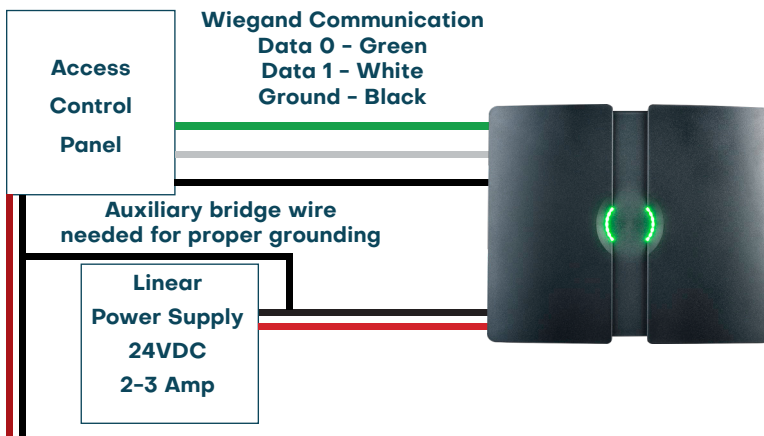 Wiegand Communication
Data 0 - Green
Data 1 - White
Ground - Black
Access
Control
Panel
Auxiliary bridge wire
needed for proper grounding
Linear
Power Supply
24VDC
2-3 Amp